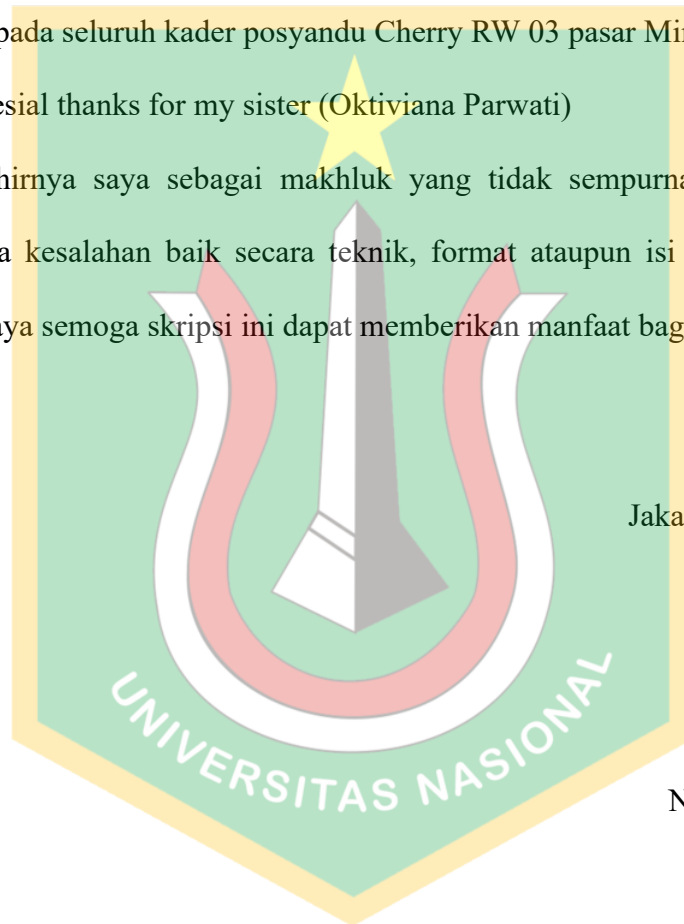 pada seluruh kader posyandu Cherry RW 03 pasar Min
esial thanks for my sister (Oktiviana Parwati)
hirnya saya sebagai makhluk yang tidak sempurna
a kesalahan baik secara teknik, format ataupun isi
ya semoga skripsi ini dapat memberikan manfaat bag
Jaka
UNIVERSITAS NASIONAL
N